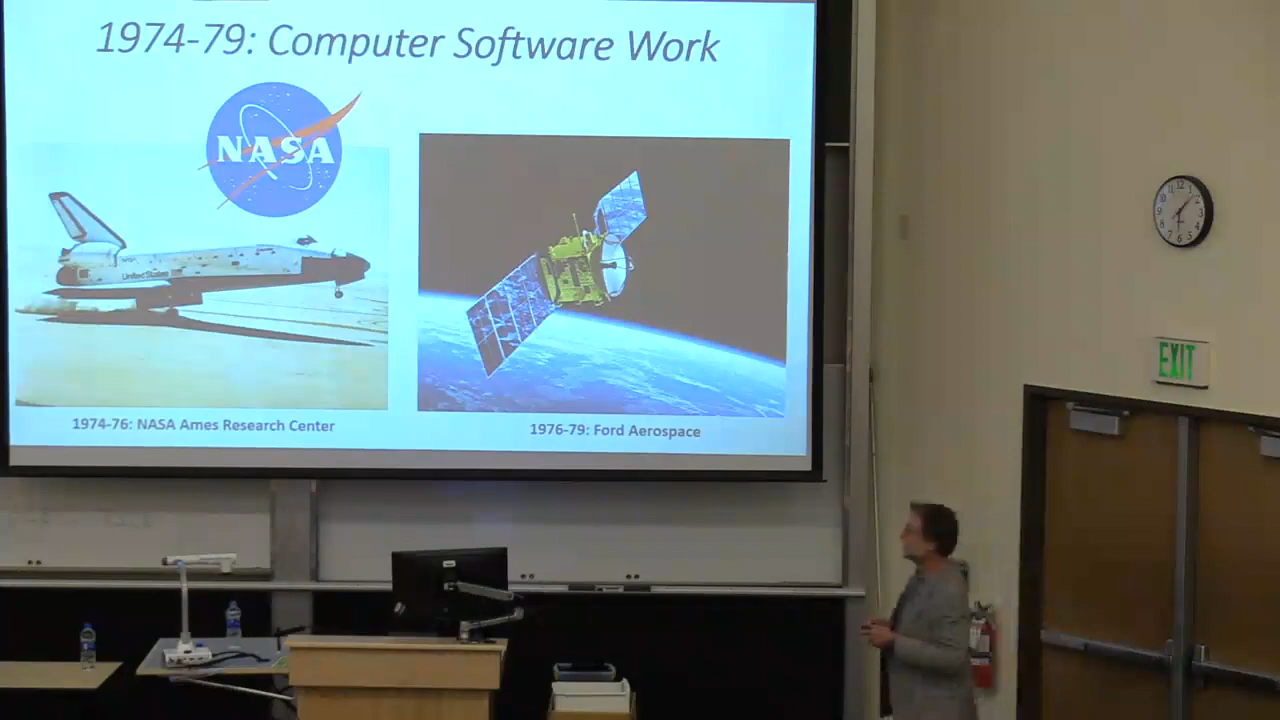 1974-79: Computer Software Work
NASA
United States
1974-76: NASA Ames Research Center
1976-79: Ford Aerospace
EXIT